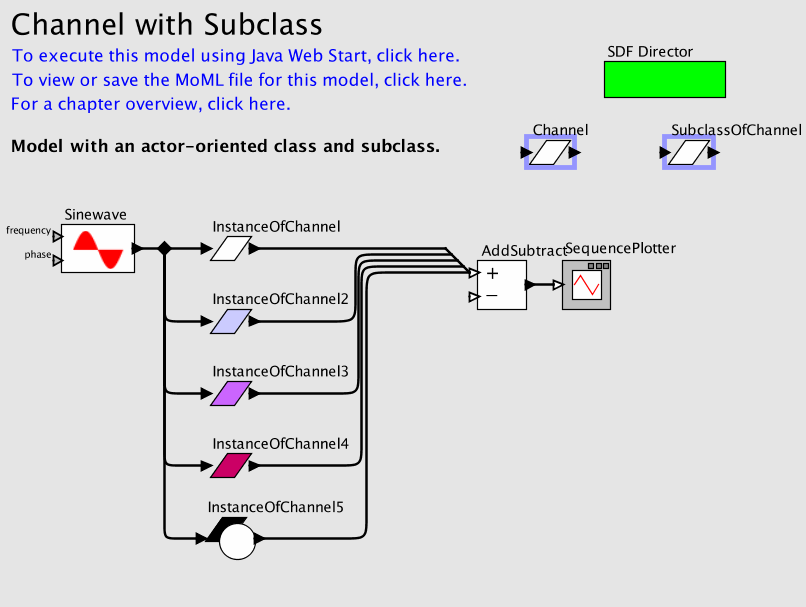 Channel with Subclass
To execute this model using Java Web Start, click here.
To view or save the MoML file for this model, click here.
For a chapter overview, click here.
SDF Director
Model with an actor-oriented class and subclass.
Channel
SubclassOfChannel
Sinewave
frequency
phase
InstanceOfChannel
AddSubtract
SequencePlotter
+
−
InstanceOfChannel2
InstanceOfChannel3
InstanceOfChannel4
InstanceOfChannel5